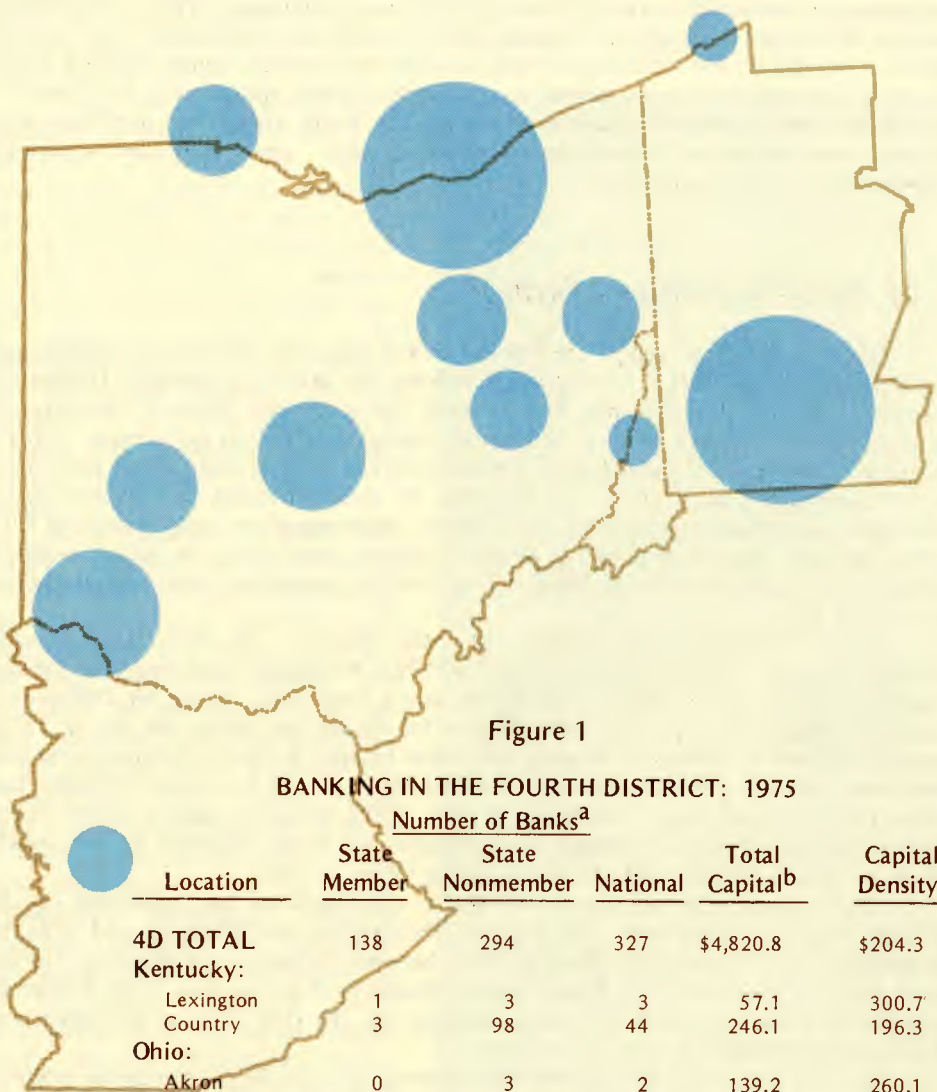 Figure 1
BANKING IN THE FOURTH DISTRICT: 1975
Number of Banksa
State State Total Capital
Location Member Nonmember National Capitalb Density
4D TOTAL 138 294 327 $4,820.8 $204.3
Kentucky:
Lexington 1 3 3 57.1 300.7
Country 3 98 44 246.1 196.3
Ohio:
Akron 0 3 2 139.2 260.1